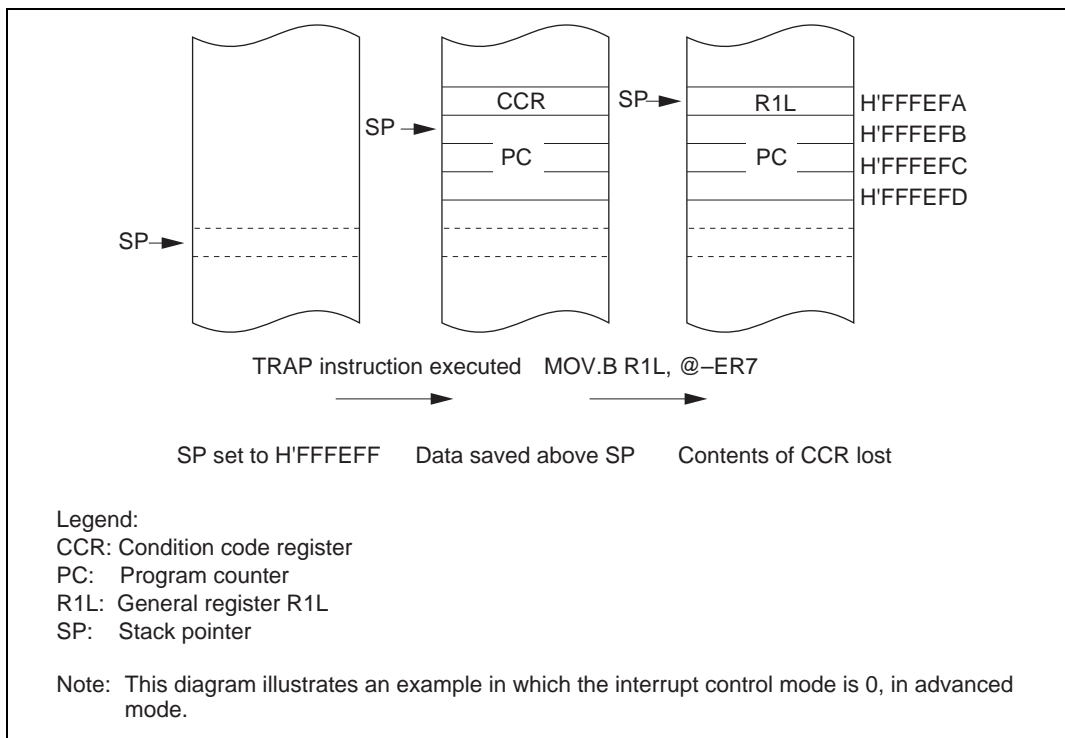 CCR
SP
R1L
H'FFFEFA
SP
H'FFFEFB
PC
PC
H'FFFEFC
H'FFFEFD
SP
TRAP instruction executed
MOV.B R1L, @–ER7
SP set to H'FFFEFF
Data saved above SP
Contents of CCR lost
Legend:
CCR: Condition code register
PC: Program counter
R1L: General register R1L
SP: Stack pointer
Note: This diagram illustrates an example in which the interrupt control mode is 0, in advanced
mode.